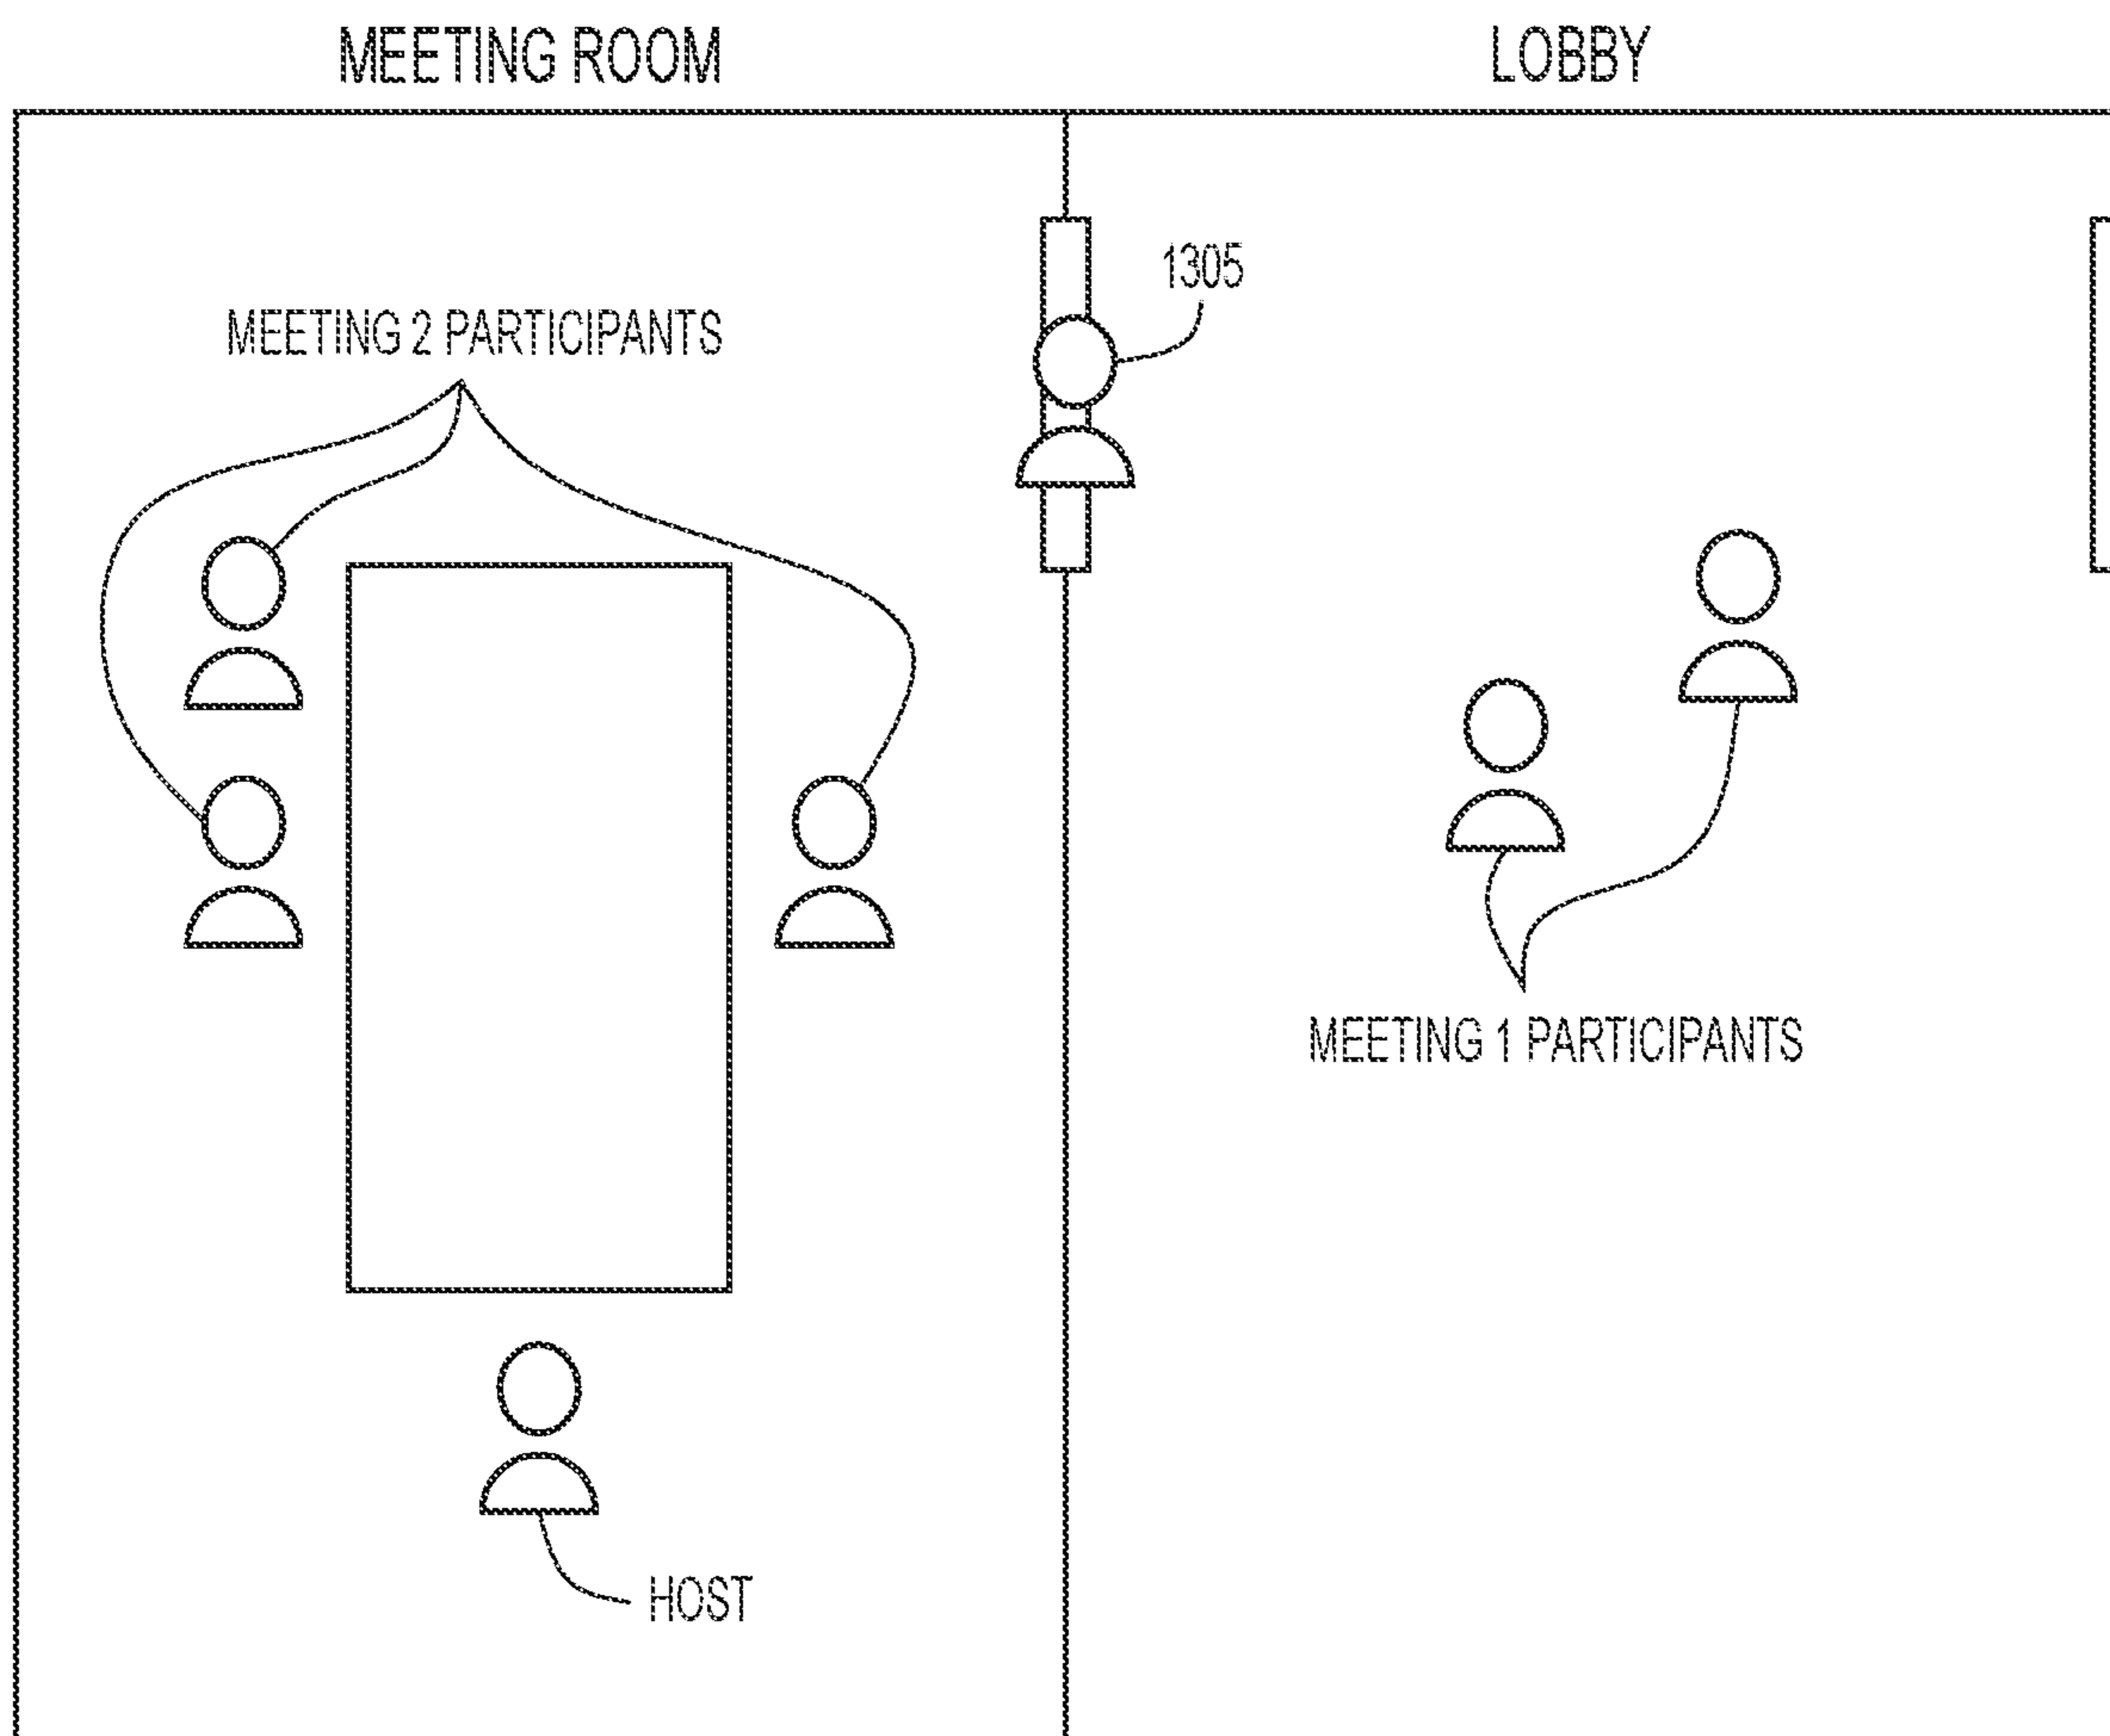 MEETING ROOM
LOBBY
1305
MEETING 2 PARTICIPANTS
MEETING 1 PARTICIPANTS
HOST